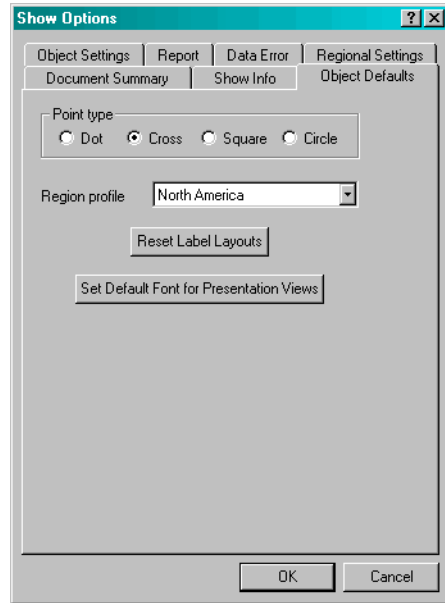 Show Options
Object Settings Report Data Error Regional Settings
Document Summary Show Info Object Defaults
Point type
Dot Cross Square Circle
Region profile North America
Reset Label Layouts
Set Default Font for Presentation Views
OK Cancel